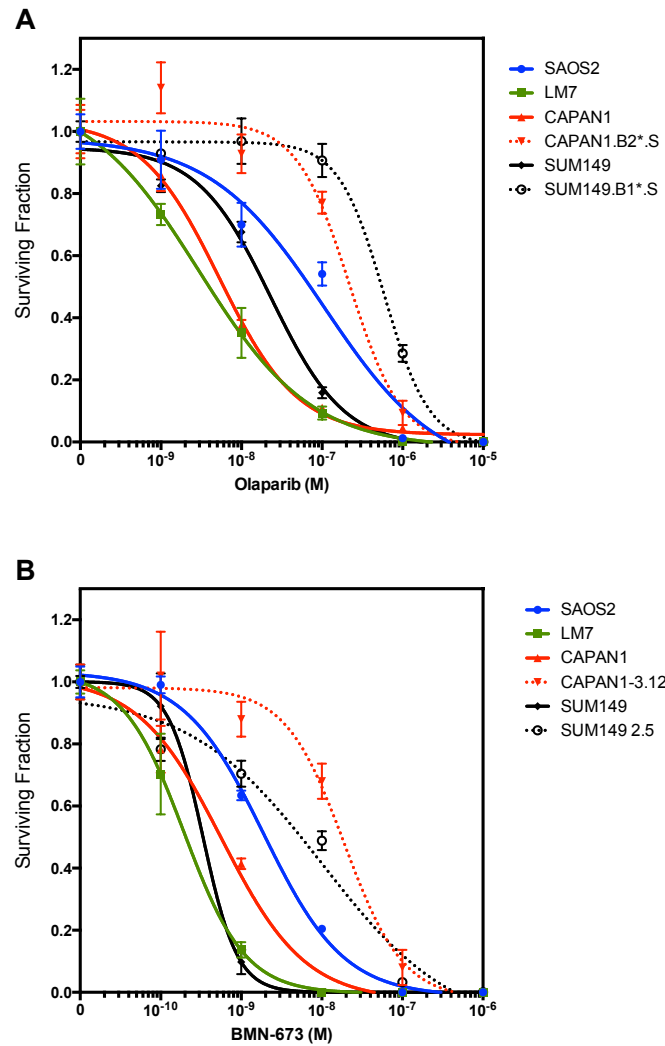 A
1.2
1.0
0.8
0.6
0.4
0.2
0.0
Surviving Fraction
0
10-9
10-8
10-7
10-6
10-5
Olaparib (M)
SAOS2
LM7
CAPAN1
CAPAN1.B2*.S
SUM149
SUM149.B1*.S
B
1.2
1.0
0.8
0.6
0.4
0.2
0.0
Surviving Fraction
0
10-10
10-9
10-8
10-7
10-6
BMN-673 (M)
SAOS2
LM7
CAPAN1
CAPAN1-3.12
SUM149
SUM149 2.5